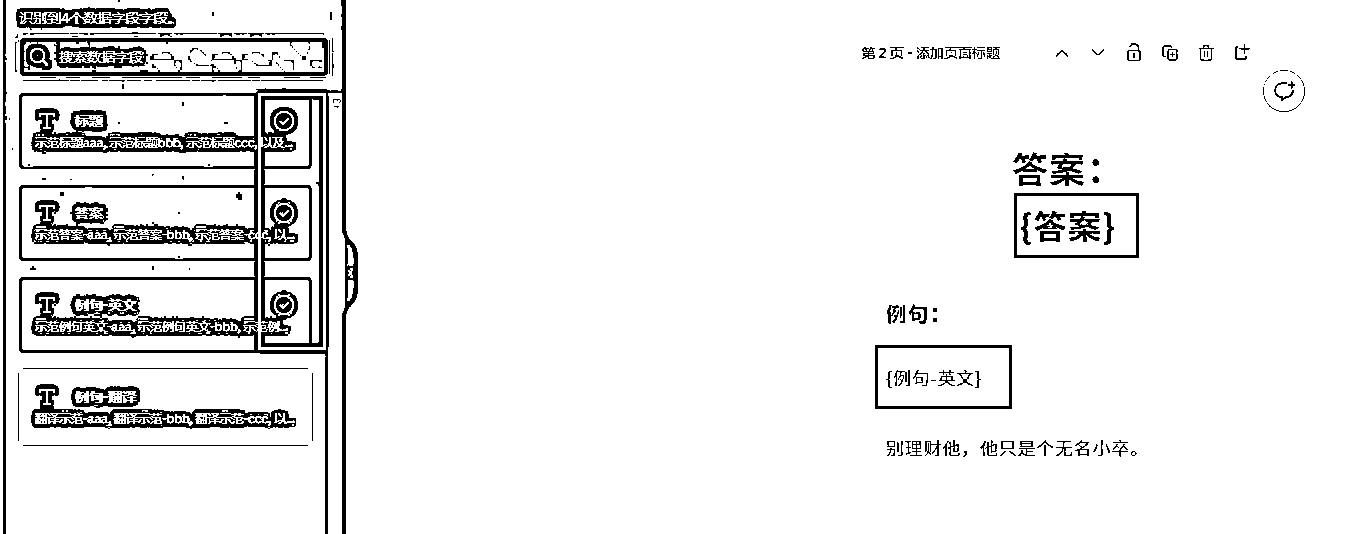 识别到4个数据字段字段。
搜索数据字段
标题
示范标题aaa, 示范标题bbb, 示范标题ccc, 以及...
答案
示范答案-aaa, 示范答案-bbb, 示范答案-ccc, 以...
例句-英文
示范例句英文-aaa, 示范例句英文-bbb, 示范例...
例句-翻译
翻译示范-aaa, 翻译示范-bbb, 翻译示范-ccc, 以...
第 2 页 - 添加页面标题
答案：
{答案}
例句：
{例句-英文}
别理财他，他只是个无名小卒。